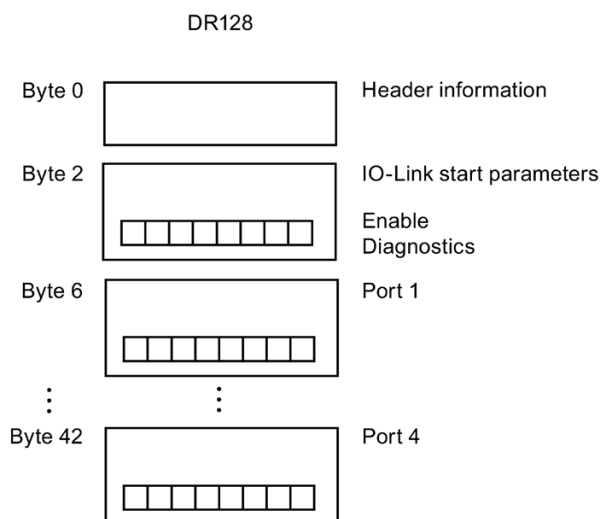 DR128
Byte 0 Header information
Byte 2 IO-Link start parameters
Enable
Diagnostics
Byte 6 Port 1
Byte 42 Port 4